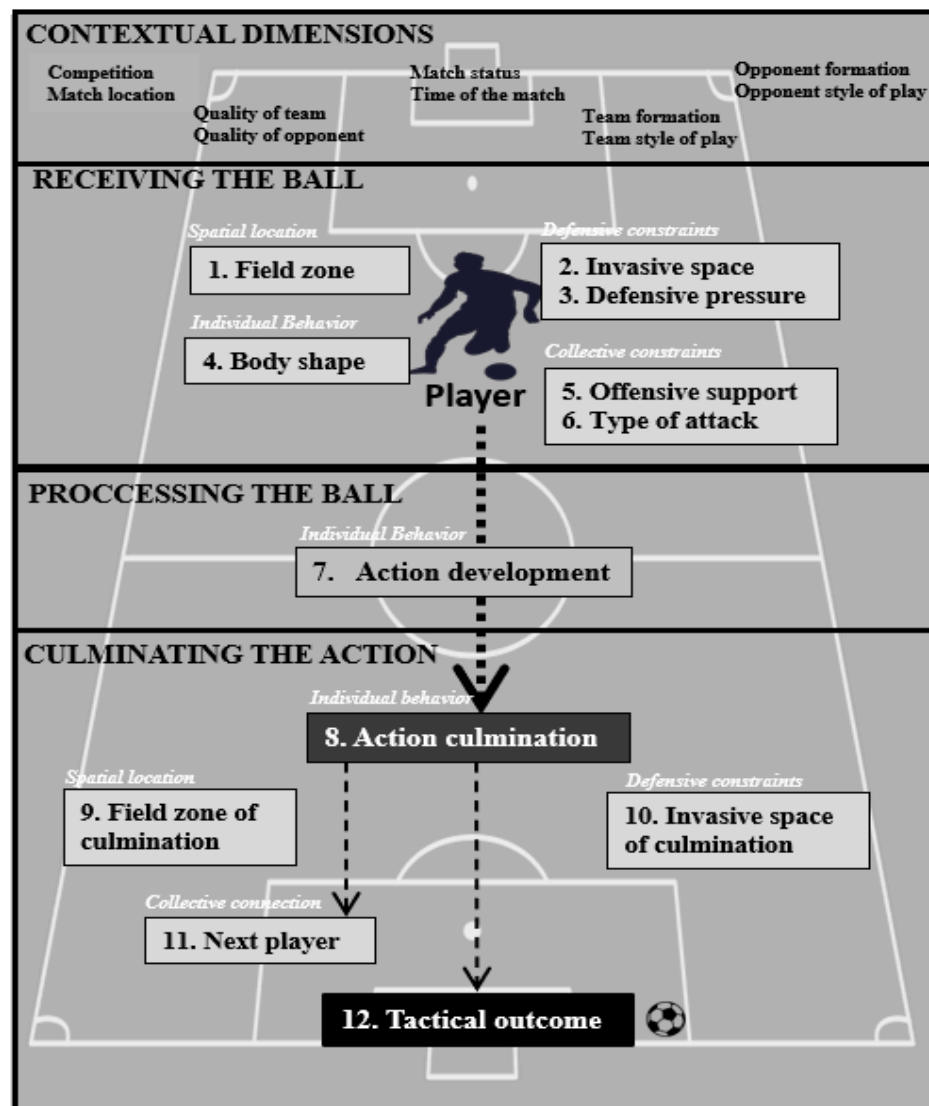 CONTEXTUAL DIMENSIONS
Competition
Match location
Quality of team
Quality of opponent
Match status
Time of the match
Team formation
Team style of play
Opponent formation
Opponent style of play
RECEIVING THE BALL
Spatial location
1. Field zone
Defensive constraints
2. Invasive space
3. Defensive pressure
Individual Behavior
4. Body shape
Player
Collective constraints
5. Offensive support
6. Type of attack
PROCCESSING THE BALL
Individual Behavior
7. Action development
CULMINATING THE ACTION
Individual behavior
8. Action culmination
Spatial location
9. Field zone of
culmination
Defensive constraints
10. Invasive space
of culmination
Collective connection
11. Next player
12. Tactical outcome